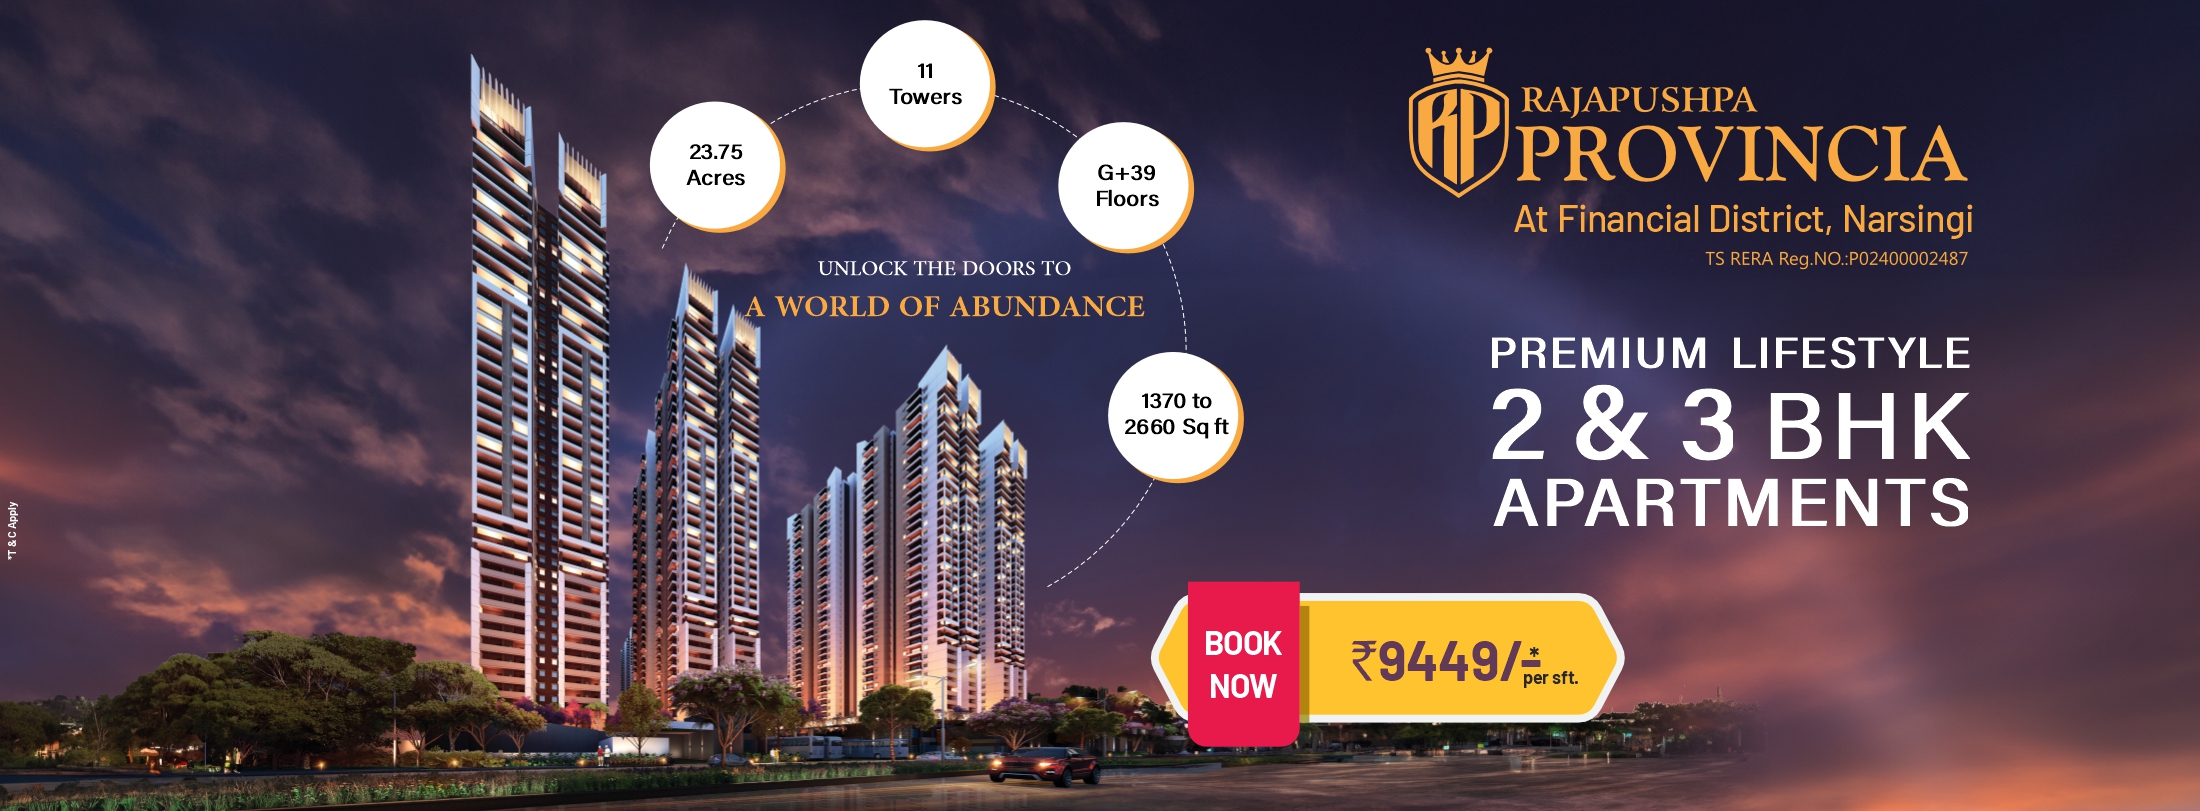 11
Towers
23.75
Acres
G+39
Floors
UNLOCK THE DOORS TO
A WORLD OF ABUNDANCE
1370 to
2660 Sq ft
RP
RAJAPUSHPA
PROVINCIA
At Financial District, Narsingi
TS RERA Reg.NO.:P02400002487
PREMIUM LIFESTYLE
2 & 3 BHK
APARTMENTS
BOOK
NOW
₹9449/-*
per sft.
*T & C Apply